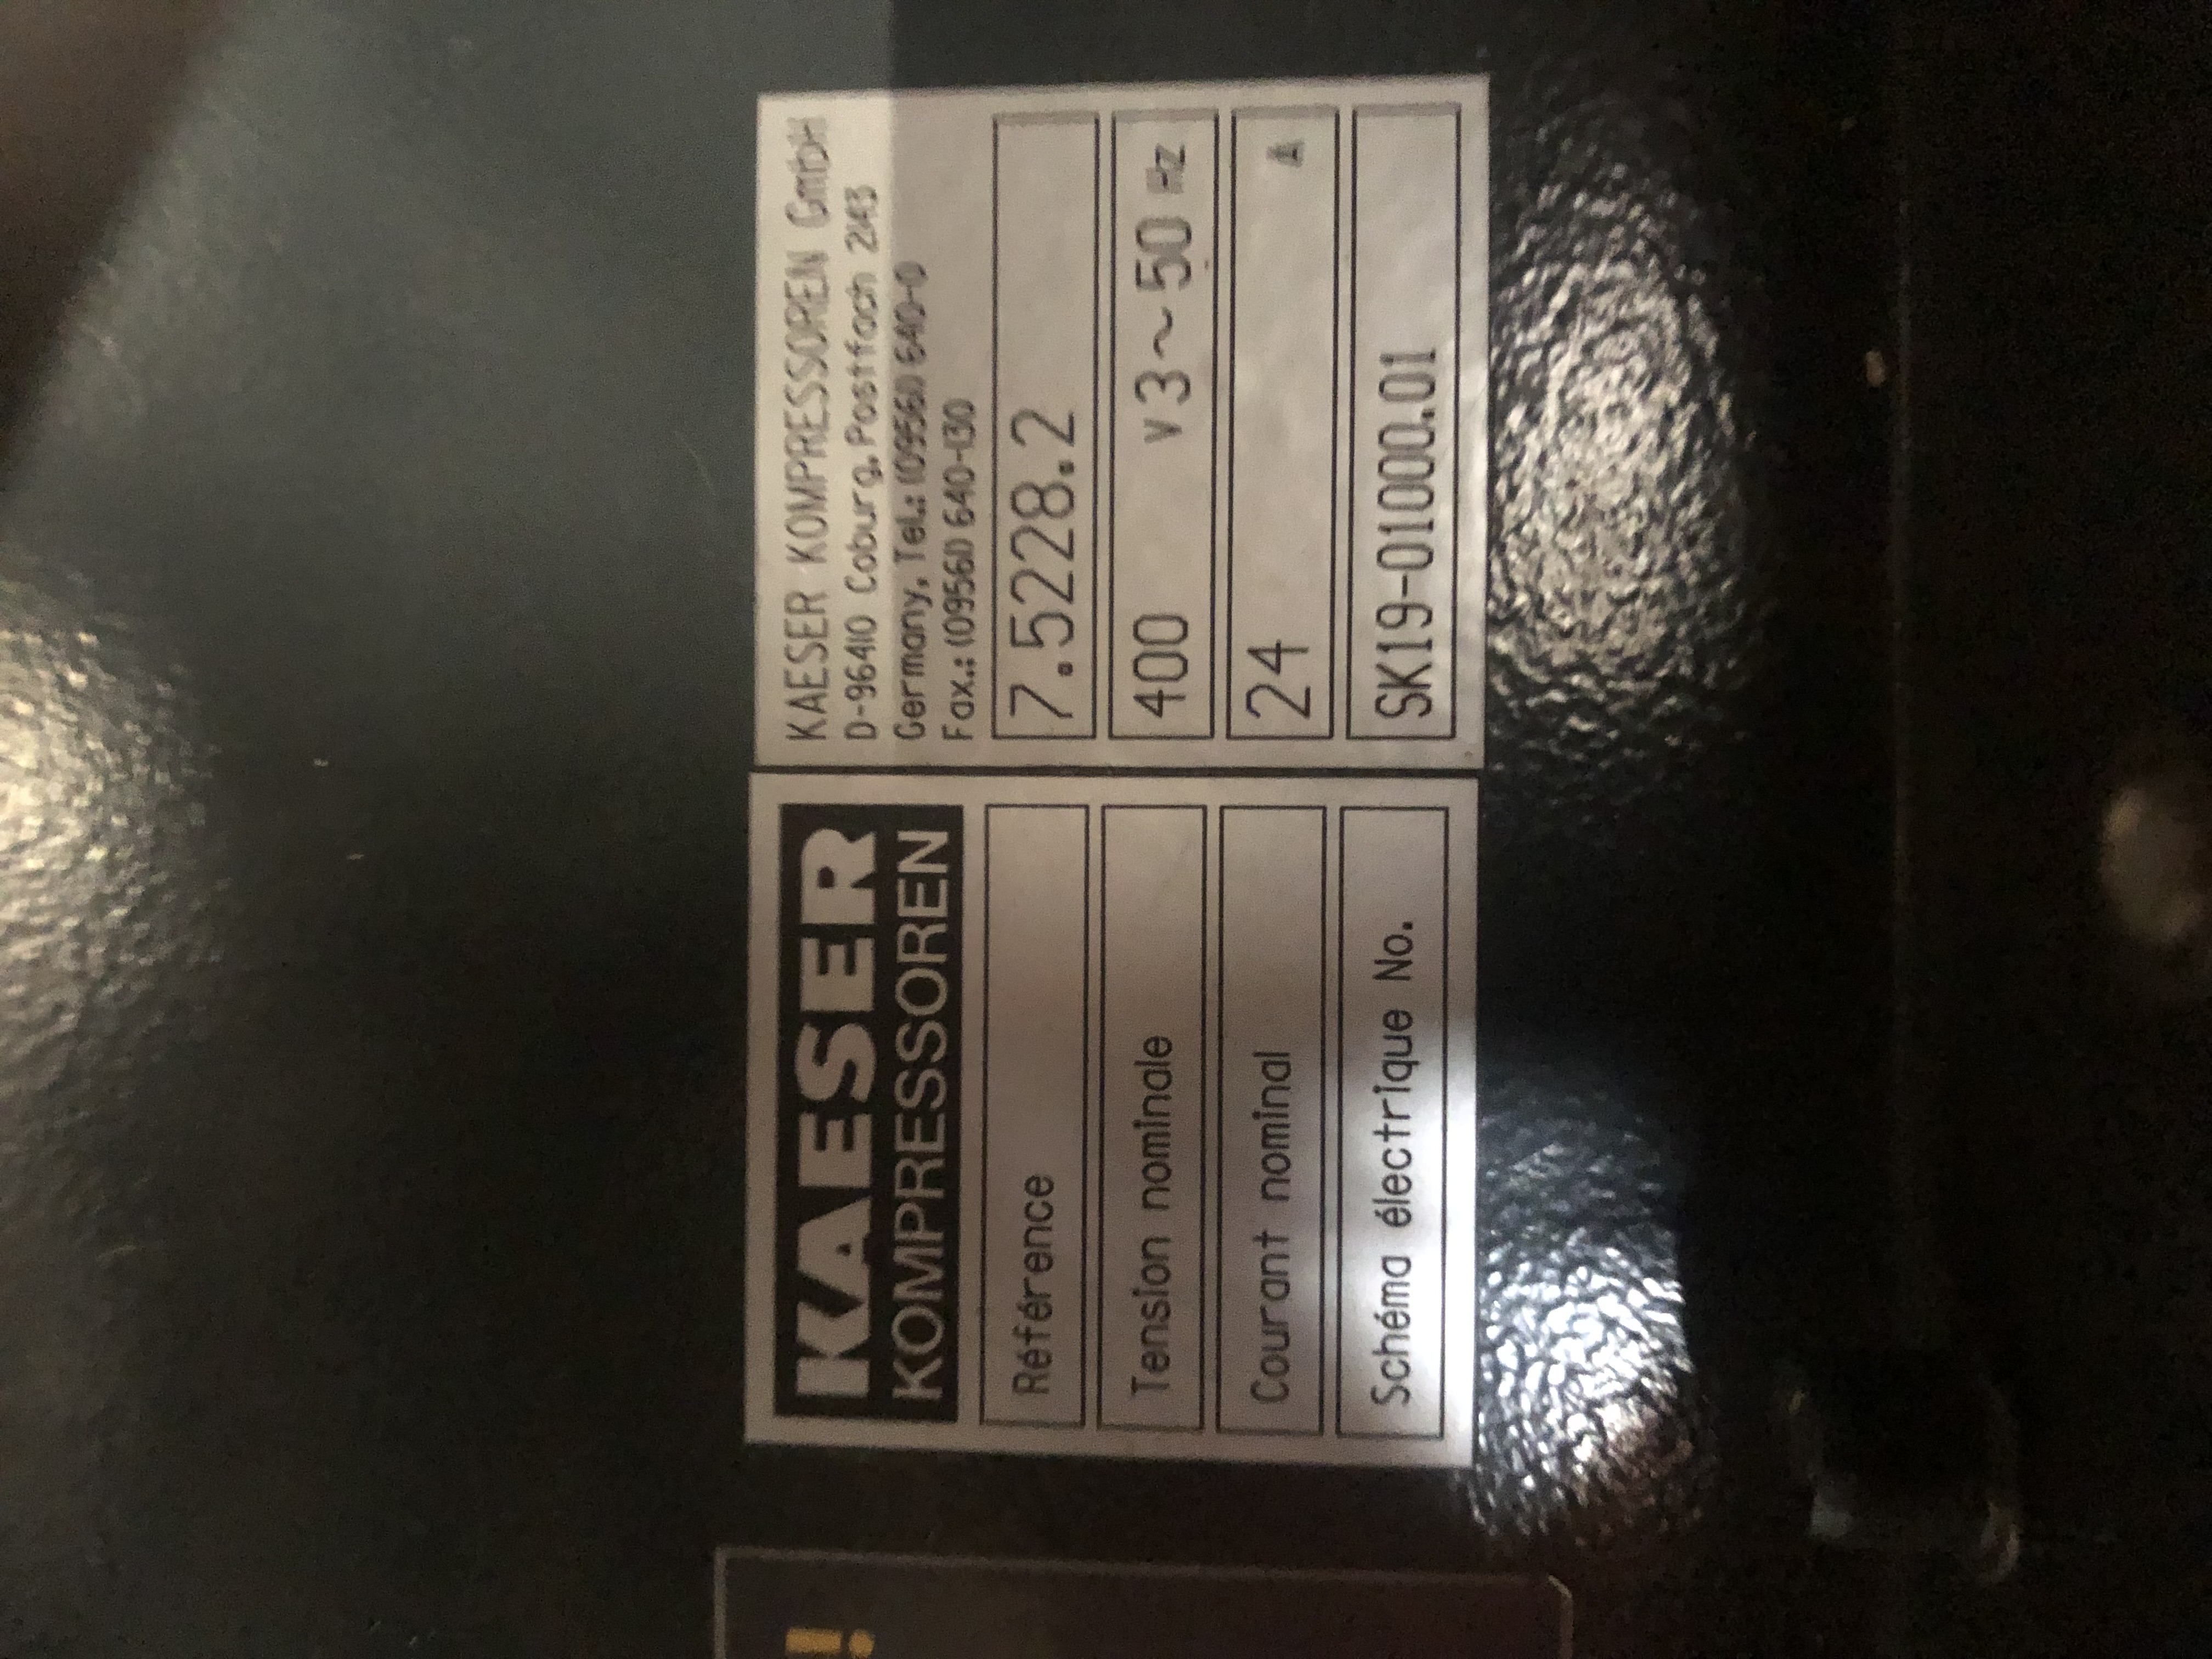 KAESER
KOMPRESSOREN
KAESER KOMPRESSOREN GmbH
D-96410 Coburg, Postfach 2143
Germany, Tel.: (09561) 640-0
Fax.: (09561) 640-130
Référence 7.5228.2
Tension nominale 400 V 3~ 50 Hz
Courant nominal 24 A
Schéma électrique No. SK19-01000.01